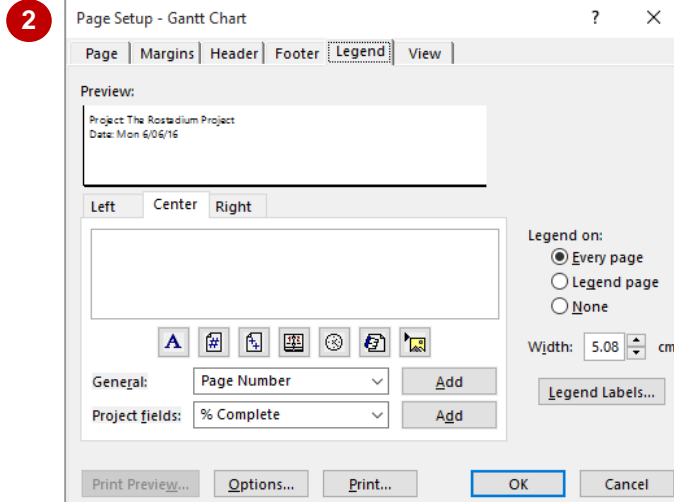 2
Page Setup - Gantt Chart ? X
Page Margins Header Footer Legend View
Preview:
Project: The Rostadium Project
Date: Mon 6/06/16
Left Center Right
Legend on:
Every page
Legend page
None
A # +
Width: 5.08 cm
General: Page Number Add
Legend Labels...
Project fields: % Complete Add
Print Preview... Options... Print... OK Cancel